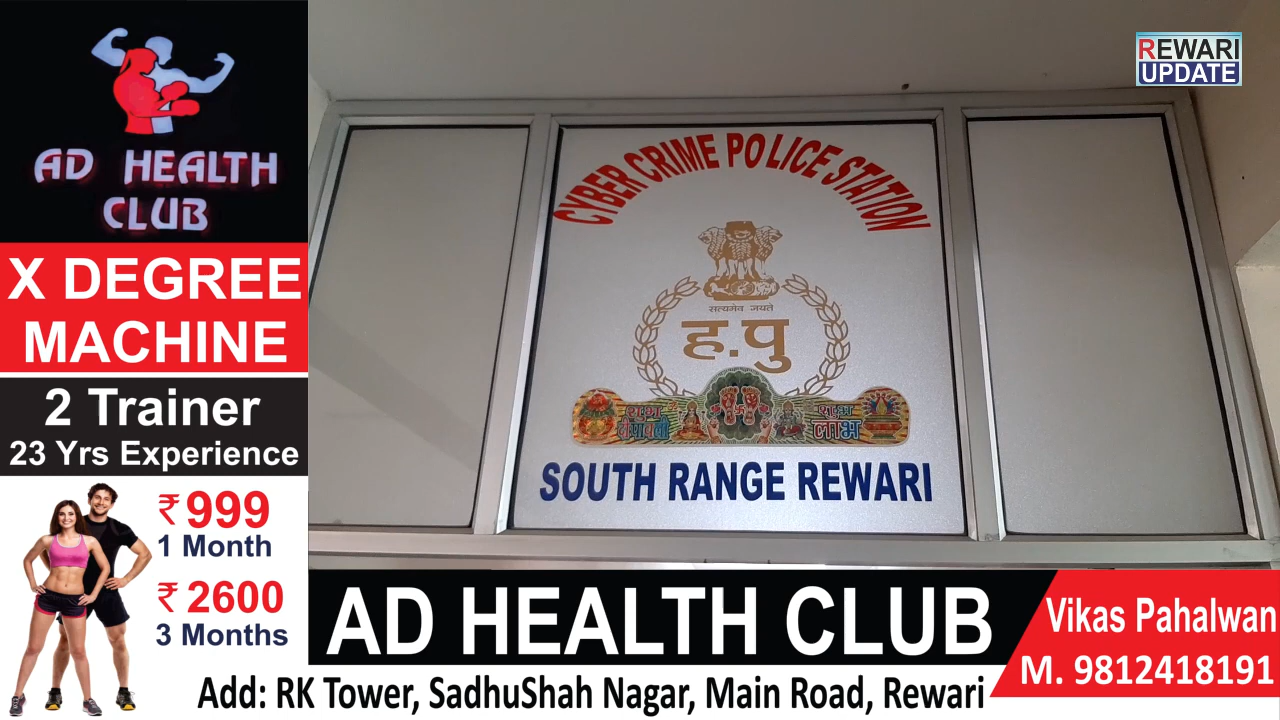 AD HEALTH
CLUB
X DEGREE
MACHINE
2 Trainer
23 Yrs Experience
₹ 999
1 Month
₹ 2600
3 Months
REWARI
UPDATE
CYBER CRIME POLICE STATION
सत्यमेव जयते
ह.पु
शुभ शुभ
दीपावली लाभ
SOUTH RANGE REWARI
AD HEALTH CLUB
Vikas Pahalwan
M. 9812418191
Add: RK Tower, SadhuShah Nagar, Main Road, Rewari